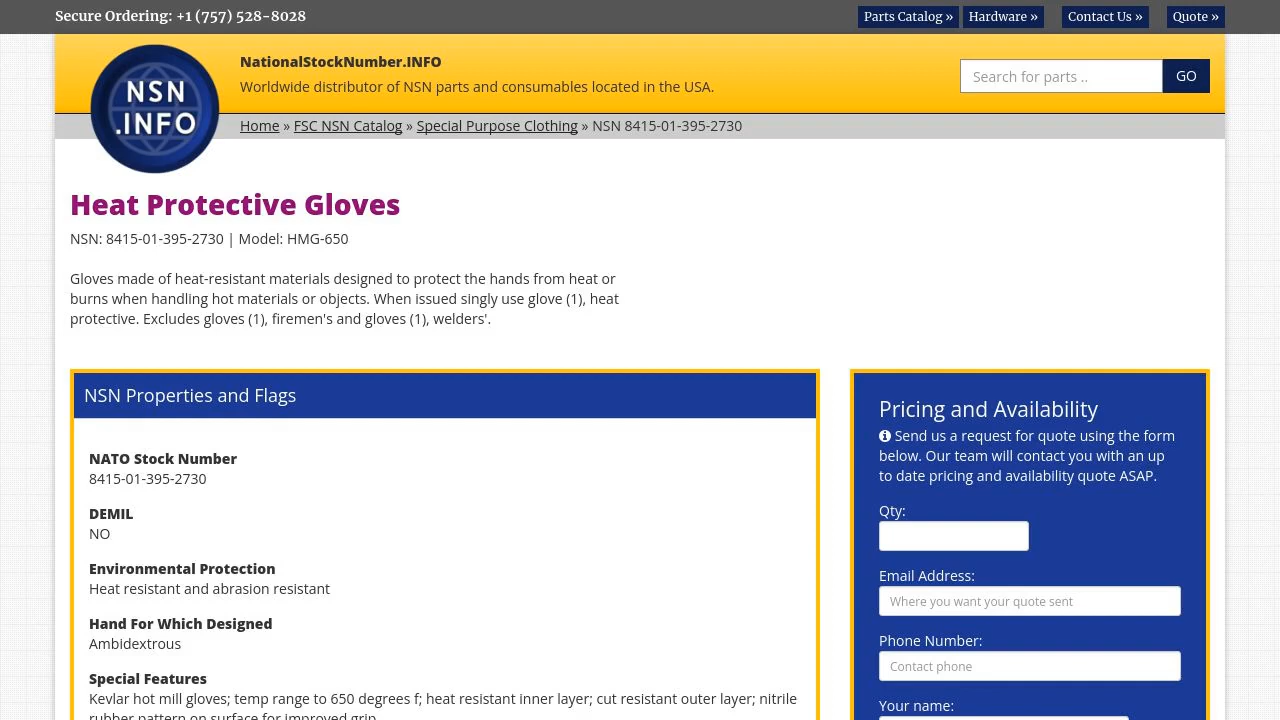 Secure Ordering: +1 (757) 528-8028
Parts Catalog » Hardware » Contact Us » Quote »
NSN
.INFO
NationalStockNumber.INFO
Worldwide distributor of NSN parts and consumables located in the USA.
Search for parts ..
GO
Home » FSC NSN Catalog » Special Purpose Clothing » NSN 8415-01-395-2730
Heat Protective Gloves
NSN: 8415-01-395-2730 | Model: HMG-650
Gloves made of heat-resistant materials designed to protect the hands from heat or
burns when handling hot materials or objects. When issued singly use glove (1), heat
protective. Excludes gloves (1), firemen's and gloves (1), welders'.
NSN Properties and Flags
NATO Stock Number
8415-01-395-2730
DEMIL
NO
Environmental Protection
Heat resistant and abrasion resistant
Hand For Which Designed
Ambidextrous
Special Features
Kevlar hot mill gloves; temp range to 650 degrees f; heat resistant inner layer; cut resistant outer layer; nitrile
rubber pattern on surface for improved grip
Pricing and Availability
Send us a request for quote using the form
below. Our team will contact you with an up
to date pricing and availability quote ASAP.
Qty:
Email Address:
Where you want your quote sent
Phone Number:
Contact phone
Your name: